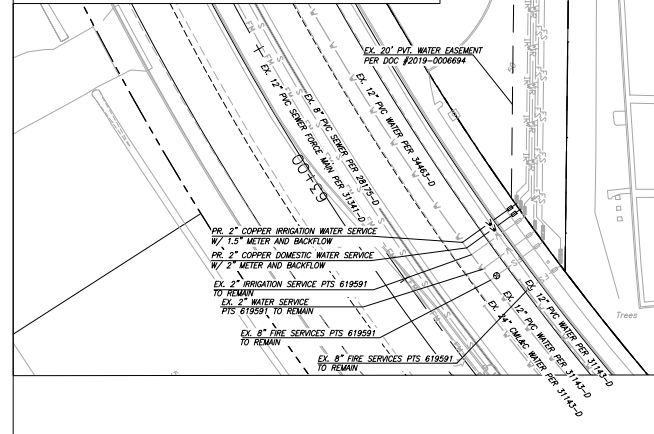 EX. 20' PVT. WATER EASEMENT
PER DOC #2019-0006694
EX. 12" PVC WATER PER 34463-D
EX. 8" PVC SEWER PER 28175-D
EX. 12" PVC SEWER FORCE MAIN PER 31341-D
63+00
PR. 2" COPPER IRRIGATION WATER SERVICE
W/ 1.5" METER AND BACKFLOW
PR. 2" COPPER DOMESTIC WATER SERVICE
W/ 2" METER AND BACKFLOW
EX. 2" IRRIGATION SERVICE PTS 619591
TO REMAIN
EX. 2" WATER SERVICE
PTS 619591 TO REMAIN
EX. 8" FIRE SERVICES PTS 619591
TO REMAIN
EX. 8" FIRE SERVICES PTS 619591
TO REMAIN
EX. 12" PVC WATER PER 31143-D
EX. 12" PVC WATER PER 31143-D
EX. 24" CML&C WATER PER 31143-D
Trees